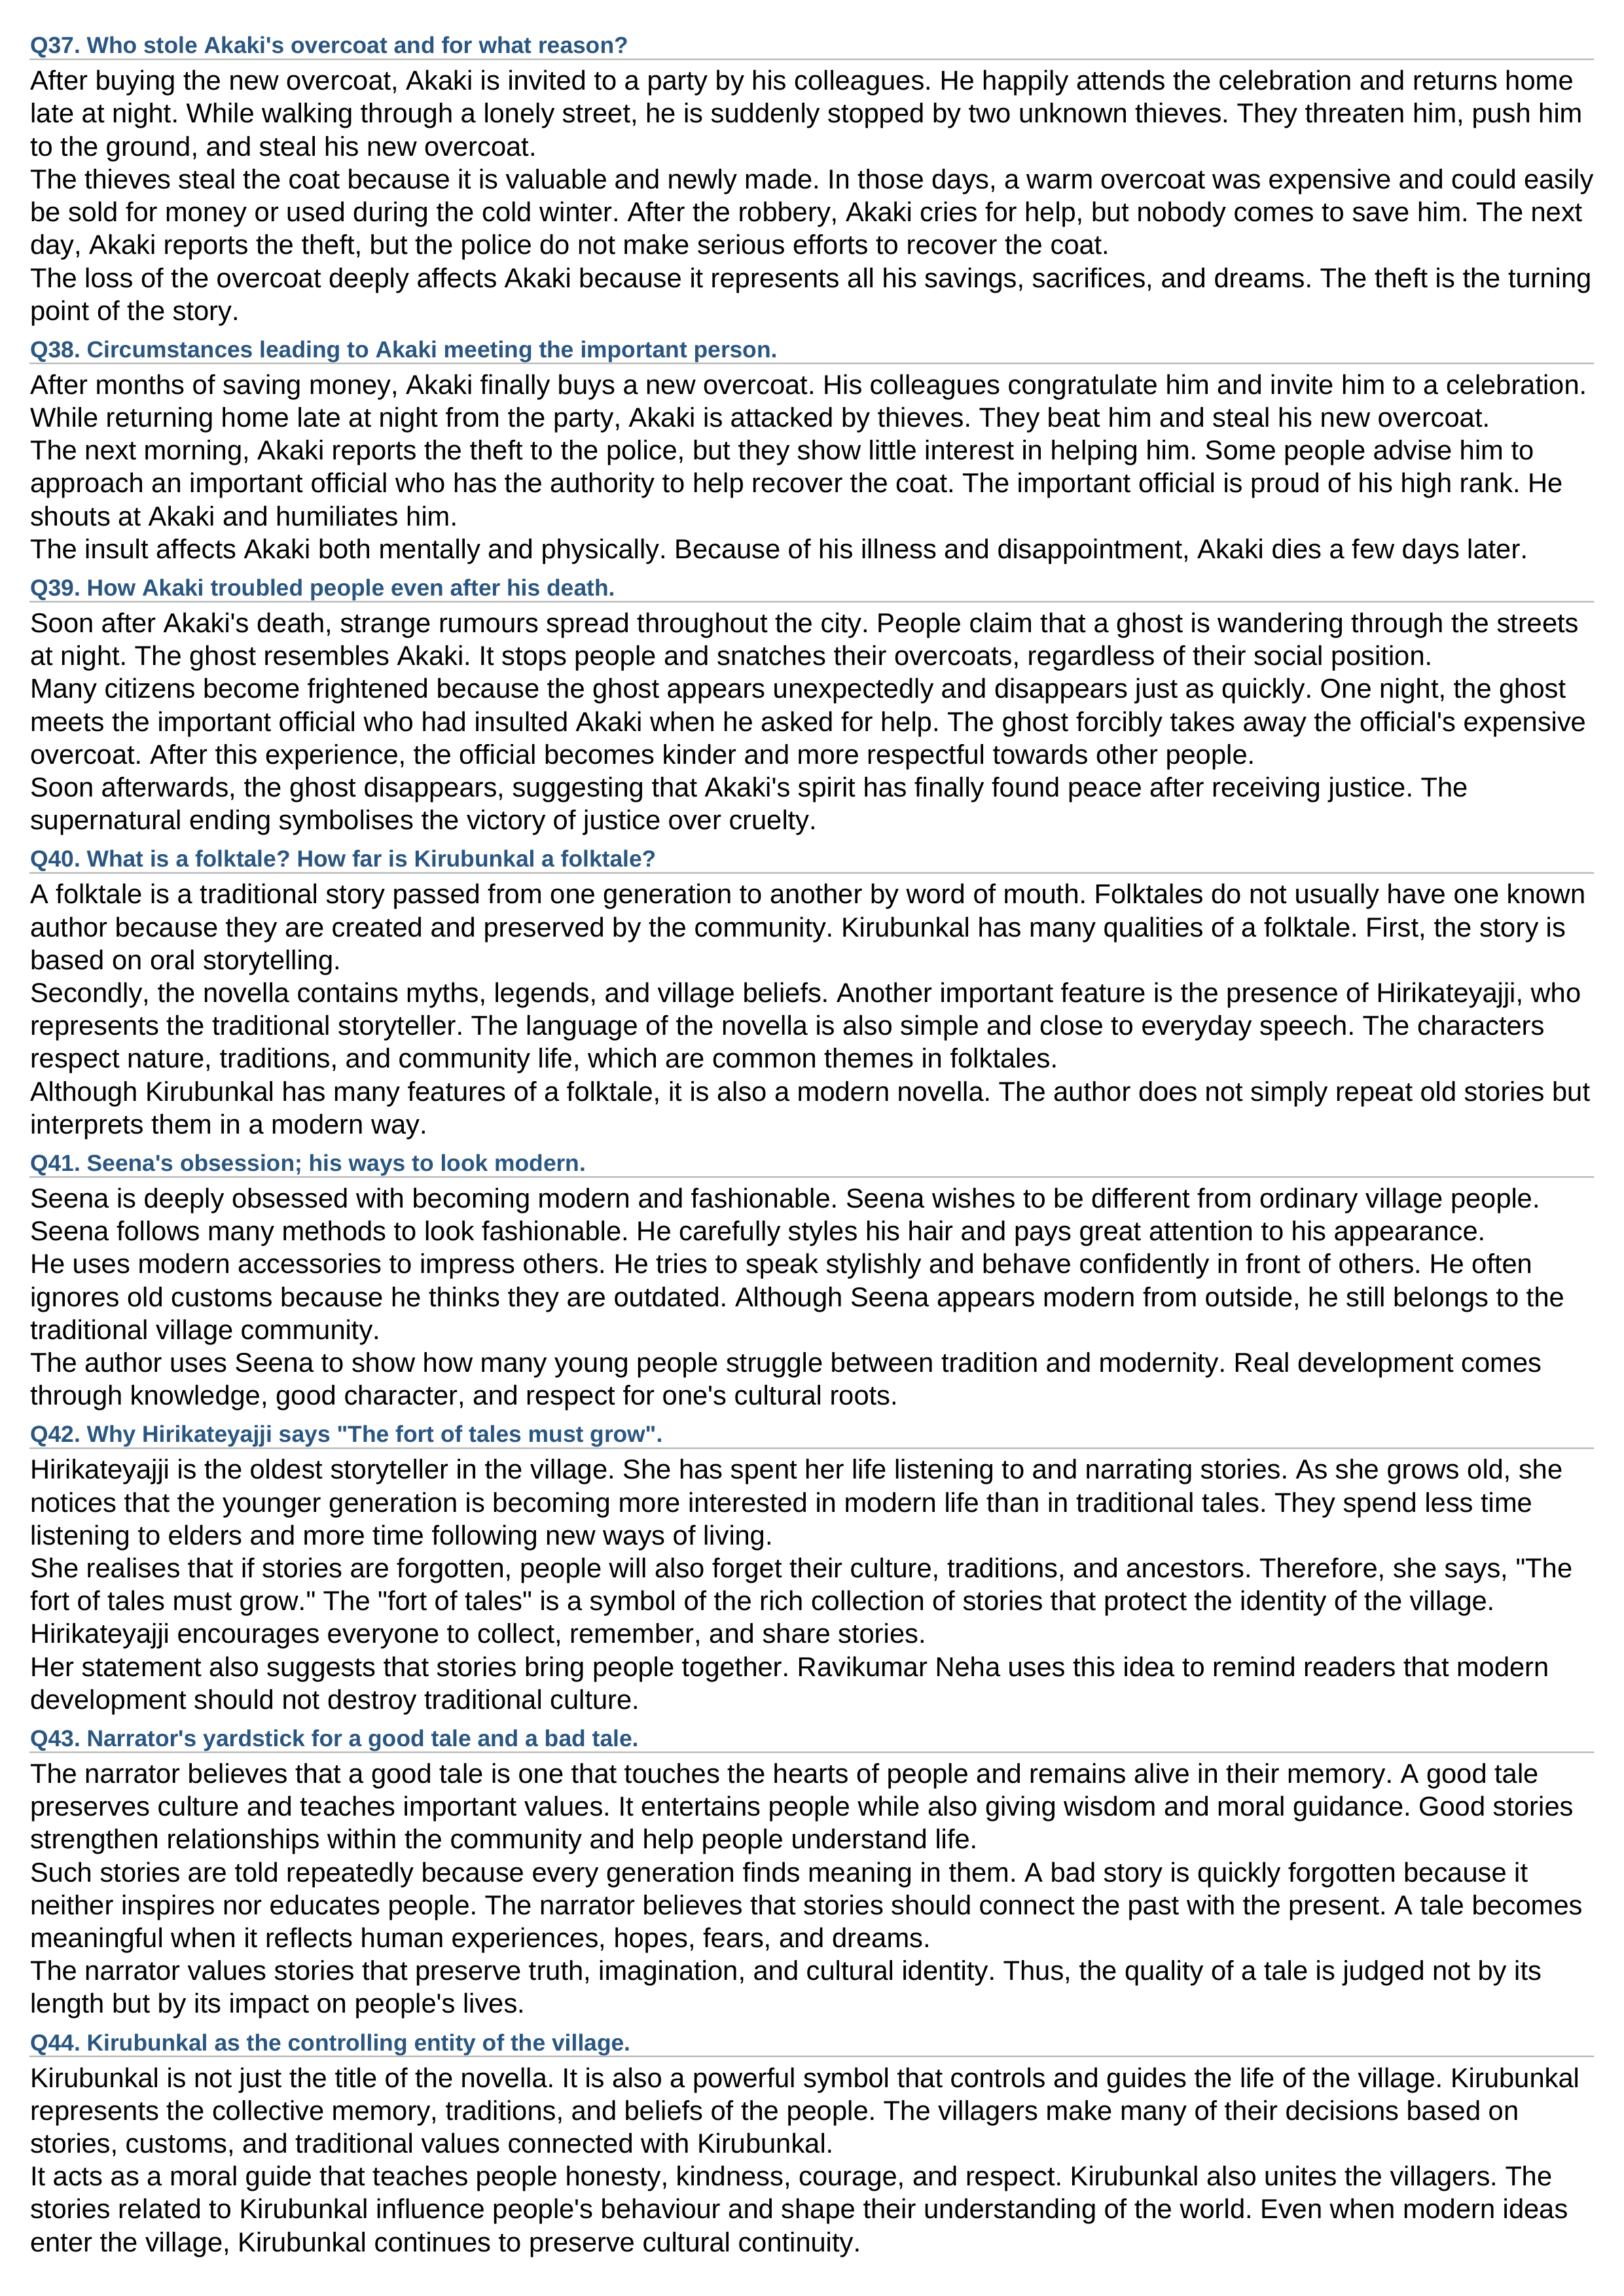 Q37. Who stole Akaki's overcoat and for what reason?
After buying the new overcoat, Akaki is invited to a party by his colleagues. He happily attends the celebration and returns home
late at night. While walking through a lonely street, he is suddenly stopped by two unknown thieves. They threaten him, push him
to the ground, and steal his new overcoat.
The thieves steal the coat because it is valuable and newly made. In those days, a warm overcoat was expensive and could easily
be sold for money or used during the cold winter. After the robbery, Akaki cries for help, but nobody comes to save him. The next
day, Akaki reports the theft, but the police do not make serious efforts to recover the coat.
The loss of the overcoat deeply affects Akaki because it represents all his savings, sacrifices, and dreams. The theft is the turning
point of the story.
Q38. Circumstances leading to Akaki meeting the important person.
After months of saving money, Akaki finally buys a new overcoat. His colleagues congratulate him and invite him to a celebration.
While returning home late at night from the party, Akaki is attacked by thieves. They beat him and steal his new overcoat.
The next morning, Akaki reports the theft to the police, but they show little interest in helping him. Some people advise him to
approach an important official who has the authority to help recover the coat. The important official is proud of his high rank. He
shouts at Akaki and humiliates him.
The insult affects Akaki both mentally and physically. Because of his illness and disappointment, Akaki dies a few days later.
Q39. How Akaki troubled people even after his death.
Soon after Akaki's death, strange rumours spread throughout the city. People claim that a ghost is wandering through the streets
at night. The ghost resembles Akaki. It stops people and snatches their overcoats, regardless of their social position.
Many citizens become frightened because the ghost appears unexpectedly and disappears just as quickly. One night, the ghost
meets the important official who had insulted Akaki when he asked for help. The ghost forcibly takes away the official's expensive
overcoat. After this experience, the official becomes kinder and more respectful towards other people.
Soon afterwards, the ghost disappears, suggesting that Akaki's spirit has finally found peace after receiving justice. The
supernatural ending symbolises the victory of justice over cruelty.
Q40. What is a folktale? How far is Kirubunkal a folktale?
A folktale is a traditional story passed from one generation to another by word of mouth. Folktales do not usually have one known
author because they are created and preserved by the community. Kirubunkal has many qualities of a folktale. First, the story is
based on oral storytelling.
Secondly, the novella contains myths, legends, and village beliefs. Another important feature is the presence of Hirikateyajji, who
represents the traditional storyteller. The language of the novella is also simple and close to everyday speech. The characters
respect nature, traditions, and community life, which are common themes in folktales.
Although Kirubunkal has many features of a folktale, it is also a modern novella. The author does not simply repeat old stories but
interprets them in a modern way.
Q41. Seena's obsession; his ways to look modern.
Seena is deeply obsessed with becoming modern and fashionable. Seena wishes to be different from ordinary village people.
Seena follows many methods to look fashionable. He carefully styles his hair and pays great attention to his appearance.
He uses modern accessories to impress others. He tries to speak stylishly and behave confidently in front of others. He often
ignores old customs because he thinks they are outdated. Although Seena appears modern from outside, he still belongs to the
traditional village community.
The author uses Seena to show how many young people struggle between tradition and modernity. Real development comes
through knowledge, good character, and respect for one's cultural roots.
Q42. Why Hirikateyajji says "The fort of tales must grow".
Hirikateyajji is the oldest storyteller in the village. She has spent her life listening to and narrating stories. As she grows old, she
notices that the younger generation is becoming more interested in modern life than in traditional tales. They spend less time
listening to elders and more time following new ways of living.
She realises that if stories are forgotten, people will also forget their culture, traditions, and ancestors. Therefore, she says, "The
fort of tales must grow." The "fort of tales" is a symbol of the rich collection of stories that protect the identity of the village.
Hirikateyajji encourages everyone to collect, remember, and share stories.
Her statement also suggests that stories bring people together. Ravikumar Neha uses this idea to remind readers that modern
development should not destroy traditional culture.
Q43. Narrator's yardstick for a good tale and a bad tale.
The narrator believes that a good tale is one that touches the hearts of people and remains alive in their memory. A good tale
preserves culture and teaches important values. It entertains people while also giving wisdom and moral guidance. Good stories
strengthen relationships within the community and help people understand life.
Such stories are told repeatedly because every generation finds meaning in them. A bad story is quickly forgotten because it
neither inspires nor educates people. The narrator believes that stories should connect the past with the present. A tale becomes
meaningful when it reflects human experiences, hopes, fears, and dreams.
The narrator values stories that preserve truth, imagination, and cultural identity. Thus, the quality of a tale is judged not by its
length but by its impact on people's lives.
Q44. Kirubunkal as the controlling entity of the village.
Kirubunkal is not just the title of the novella. It is also a powerful symbol that controls and guides the life of the village. Kirubunkal
represents the collective memory, traditions, and beliefs of the people. The villagers make many of their decisions based on
stories, customs, and traditional values connected with Kirubunkal.
It acts as a moral guide that teaches people honesty, kindness, courage, and respect. Kirubunkal also unites the villagers. The
stories related to Kirubunkal influence people's behaviour and shape their understanding of the world. Even when modern ideas
enter the village, Kirubunkal continues to preserve cultural continuity.